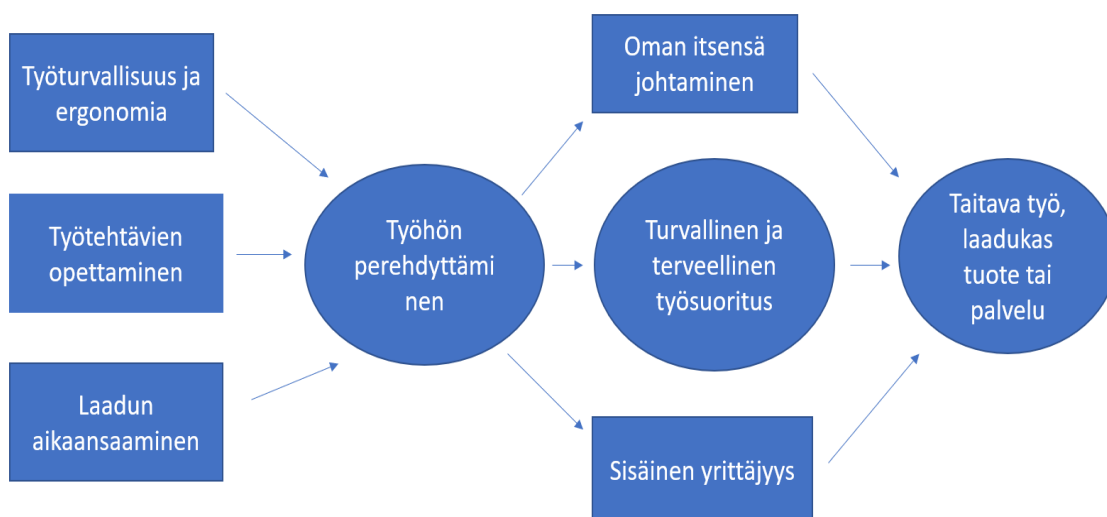 Työturvallisuus ja
ergonomia
Työtehtävien
opettaminen
Laadun
aikaansaaminen
Työhön
perehdyttämi
nen
Oman itsensä
johtaminen
Turvallinen ja
terveellinen
työsuoritus
Sisäinen yrittäjyys
Taitava työ,
laadukas
tuote tai
palvelu